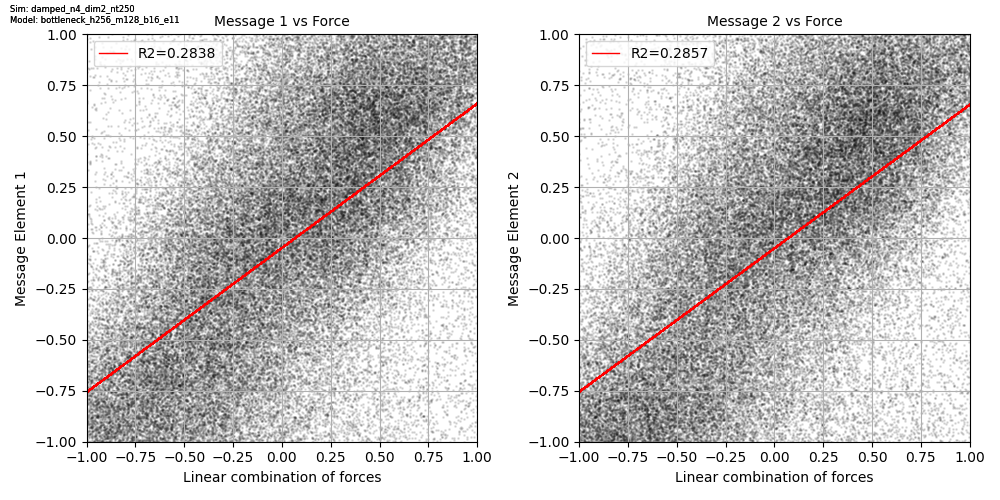 Sim: damped_n4_dim2_nt250
Model: bottleneck_h256_m128_b16_e11
Message 1 vs Force
Message 2 vs Force
R2=0.2838
R2=0.2857
1.00
0.75
0.50
0.25
0.00
−0.25
−0.50
−0.75
−1.00
Message Element 1
−1.00 −0.75 −0.50 −0.25 0.00 0.25 0.50 0.75 1.00
Linear combination of forces
1.00
0.75
0.50
0.25
0.00
−0.25
−0.50
−0.75
−1.00
Message Element 2
−1.00 −0.75 −0.50 −0.25 0.00 0.25 0.50 0.75 1.00
Linear combination of forces